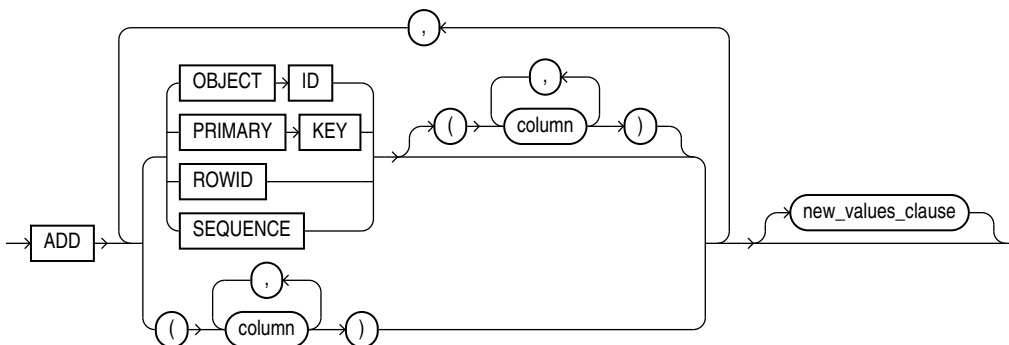 ,
OBJECT ID
,
PRIMARY KEY
( column )
ROWID
SEQUENCE
new_values_clause
ADD
,
( column )